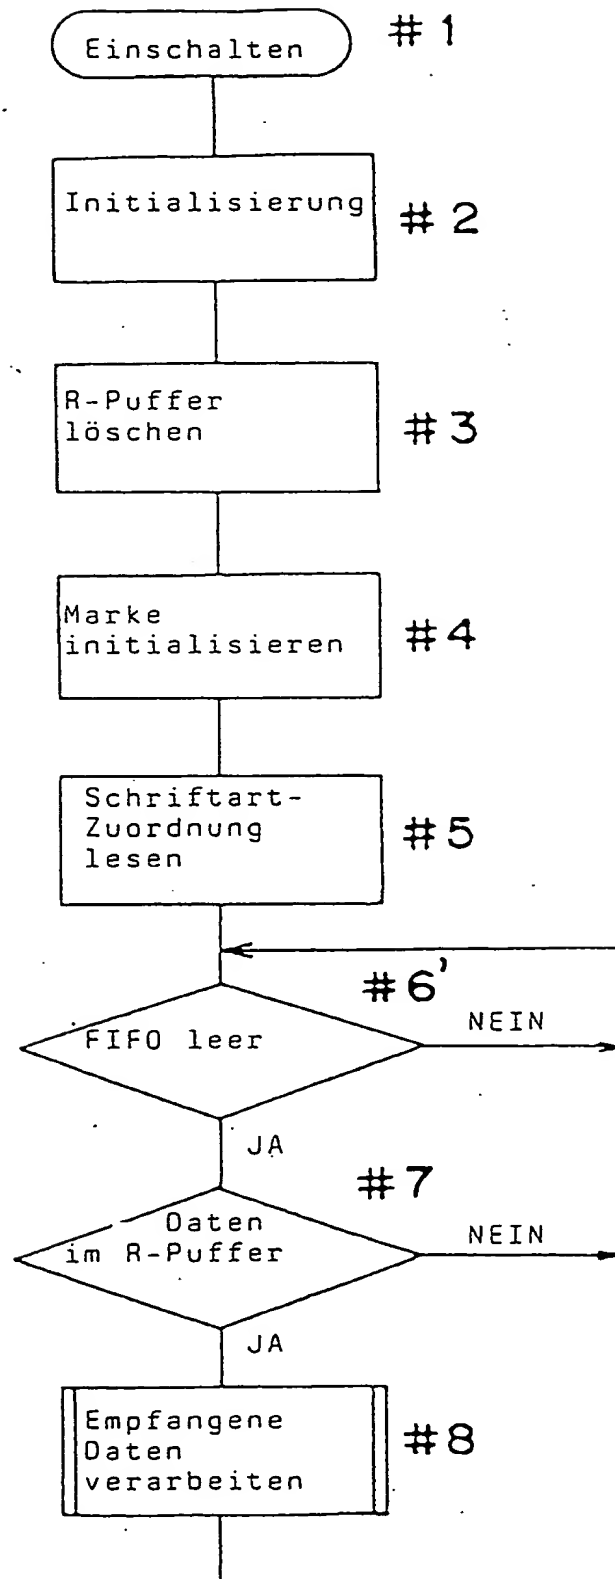 Einschalten
#1
Initialisierung
#2
R-Puffer
löschen
#3
Marke
initialisieren
#4
Schriftart-
Zuordnung
lesen
#5
#6'
FIFO leer
NEIN
JA
#7
Daten
im R-Puffer
NEIN
JA
Empfangene
Daten
verarbeiten
#8